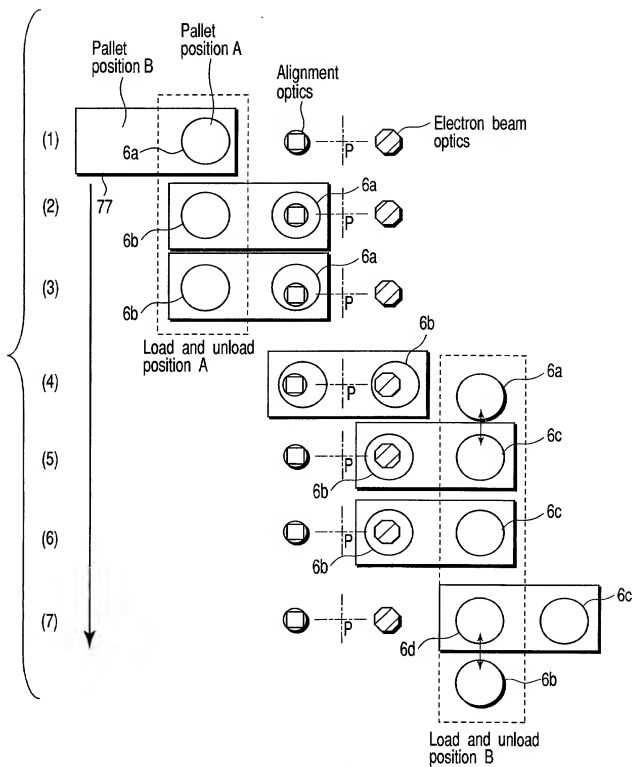 Pallet
position A
Pallet
position B
Alignment
optics
Electron beam
optics
(1)
6a
P
77
(2)
6a
6b
P
(3)
6a
6b
P
Load and unload
position A
(4)
6b
6a
P
(5)
6c
6b
P
(6)
6c
6b
P
(7)
6c
6d
P
6b
Load and unload
position B